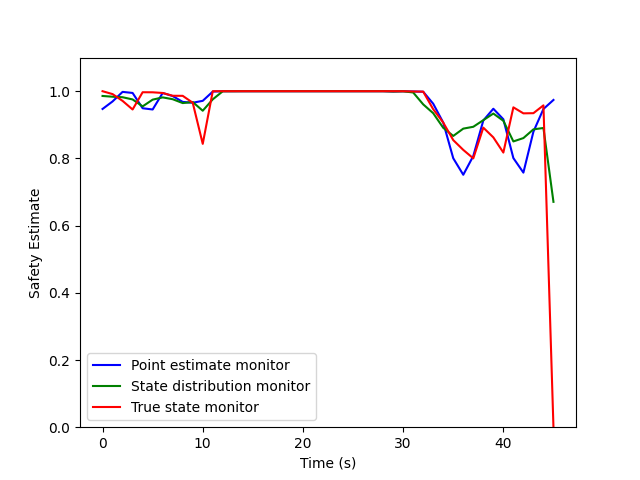 1.0
0.8
0.6
0.4
0.2
0.0
Safety Estimate
Point estimate monitor
State distribution monitor
True state monitor
0 10 20 30 40
Time (s)